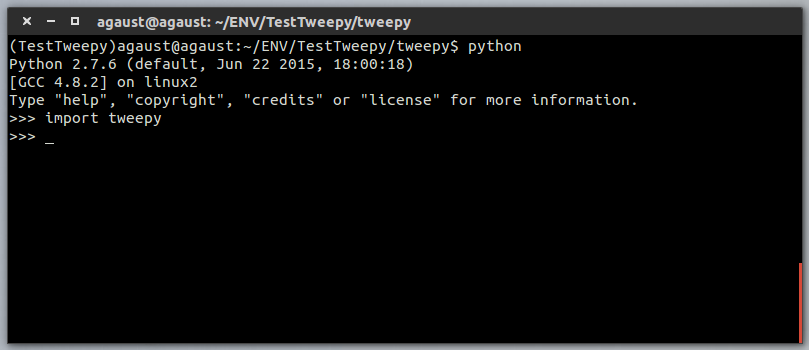 agaust@agaust: ~/ENV/TestTweepy/tweepy
(TestTweepy)agaust@agaust:~/ENV/TestTweepy/tweepy$ python
Python 2.7.6 (default, Jun 22 2015, 18:00:18)
[GCC 4.8.2] on linux2
Type "help", "copyright", "credits" or "license" for more information.
>>> import tweepy
>>> _